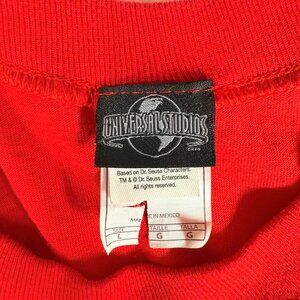 UNIVERSAL STUDIOS
Based on Dr. Seuss Characters.
TM & © Dr. Seuss Enterprises.
All rights reserved.
MADE IN MEXICO
SIZE TAILLE TALLA
L G G